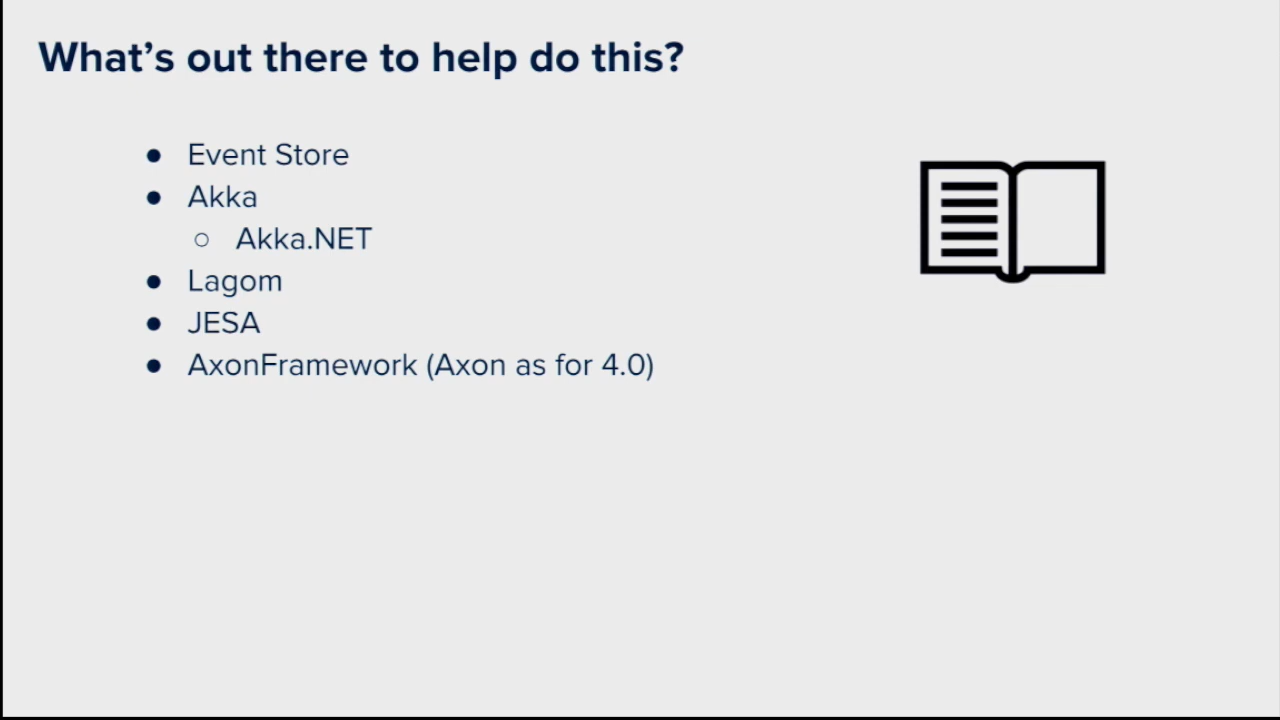 What's out there to help do this?
● Event Store
● Akka
○ Akka.NET
● Lagom
● JESA
● AxonFramework (Axon as for 4.0)